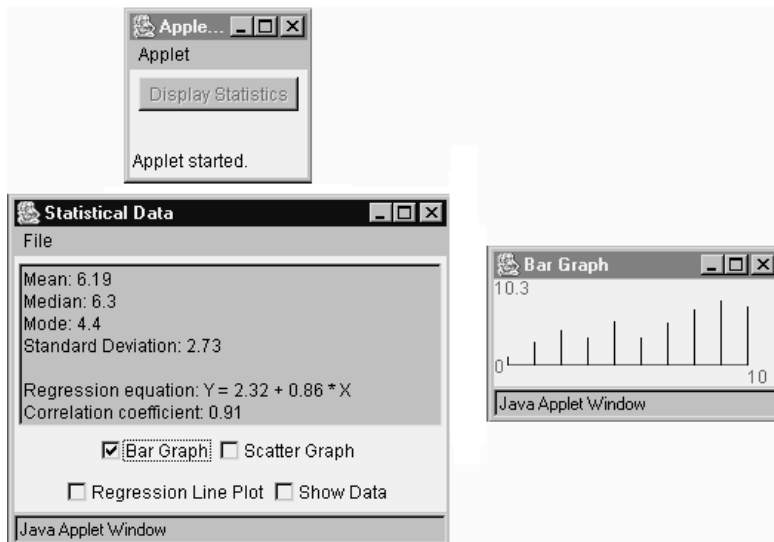 Apple...
Applet
Display Statistics
Applet started.
Statistical Data
File
Mean: 6.19
Median: 6.3
Mode: 4.4
Standard Deviation: 2.73
Regression equation: Y = 2.32 + 0.86 * X
Correlation coefficient: 0.91
Bar Graph Scatter Graph
Regression Line Plot Show Data
Java Applet Window
Bar Graph
10.3
0
10
Java Applet Window